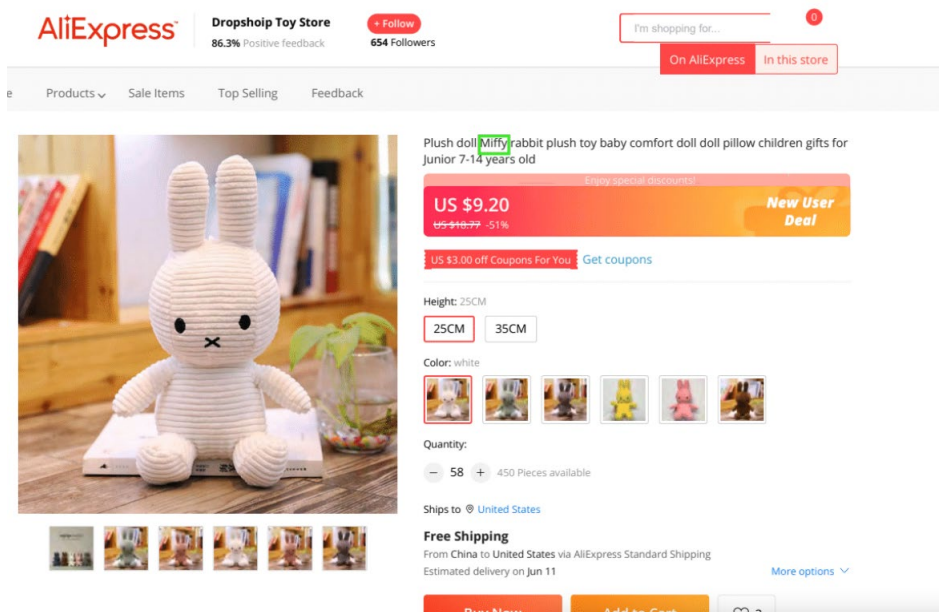 AliExpress
Dropshoip Toy Store
86.3% Positive feedback
+ Follow
654 Followers
I'm shopping for...
0
On AliExpress
In this store
e
Products
Sale Items
Top Selling
Feedback
Plush doll Miffy rabbit plush toy baby comfort doll doll pillow children gifts for
Junior 7-14 years old
Enjoy special discounts!
US $9.20
US $18.77 -51%
New User
Deal
US $3.00 off Coupons For You
Get coupons
Height: 25CM
25CM
35CM
Color: white
Quantity:
− 58 + 450 Pieces available
Ships to United States
Free Shipping
From China to United States via AliExpress Standard Shipping
Estimated delivery on Jun 11
More options
Buy Now
Add to Cart